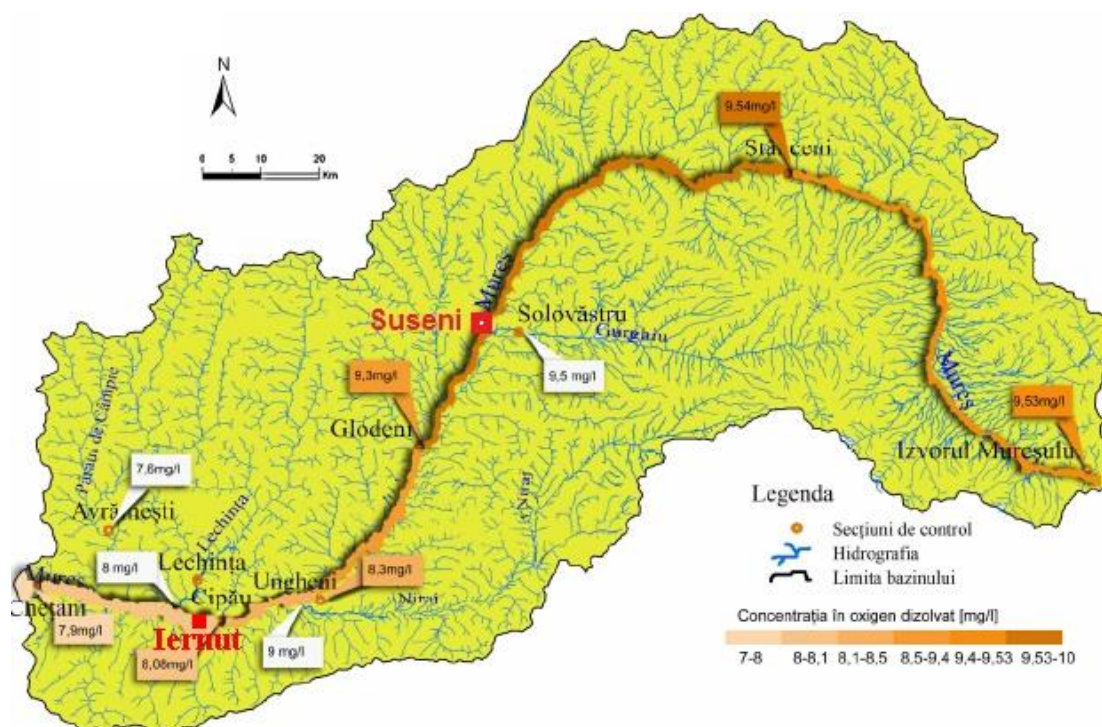 N
0 5 10 20
Km
9,54mg/l
Stânceni
Mureș
Suseni
Solovăstru
Gurghiu
9,3mg/l
9,5 mg/l
Glodeni
Mureș
9,53mg/l
Izvorul Mureșului
Pârâul de Câmpie
7,6mg/l
Avrămești
Lechința
Niraj
8 mg/l
Lechința
Ungheni
8,3mg/l
Mureș
Cipău
Niraj
Chețani
7,9mg/l
Iernut
9 mg/l
8,08mg/l
Legenda
Secțiuni de control
Hidrografia
Limita bazinului
Concentrația în oxigen dizolvat [mg/l]
7-8 8-8,1 8,1-8,5 8,5-9,4 9,4-9,53 9,53-10